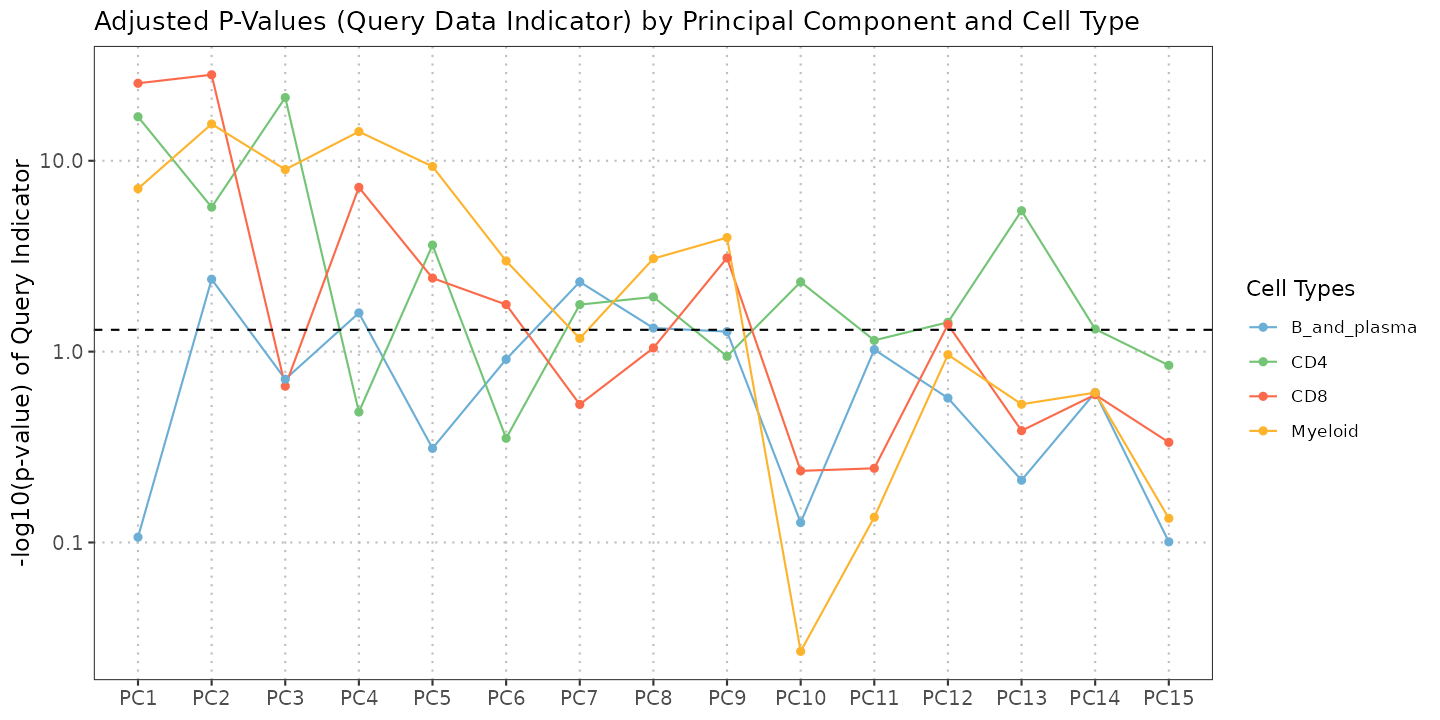 Adjusted P-Values (Query Data Indicator) by Principal Component and Cell Type
-log10(p-value) of Query Indicator
10.0
1.0
0.1
PC1 PC2 PC3 PC4 PC5 PC6 PC7 PC8 PC9 PC10 PC11 PC12 PC13 PC14 PC15
Cell Types
B_and_plasma
CD4
CD8
Myeloid